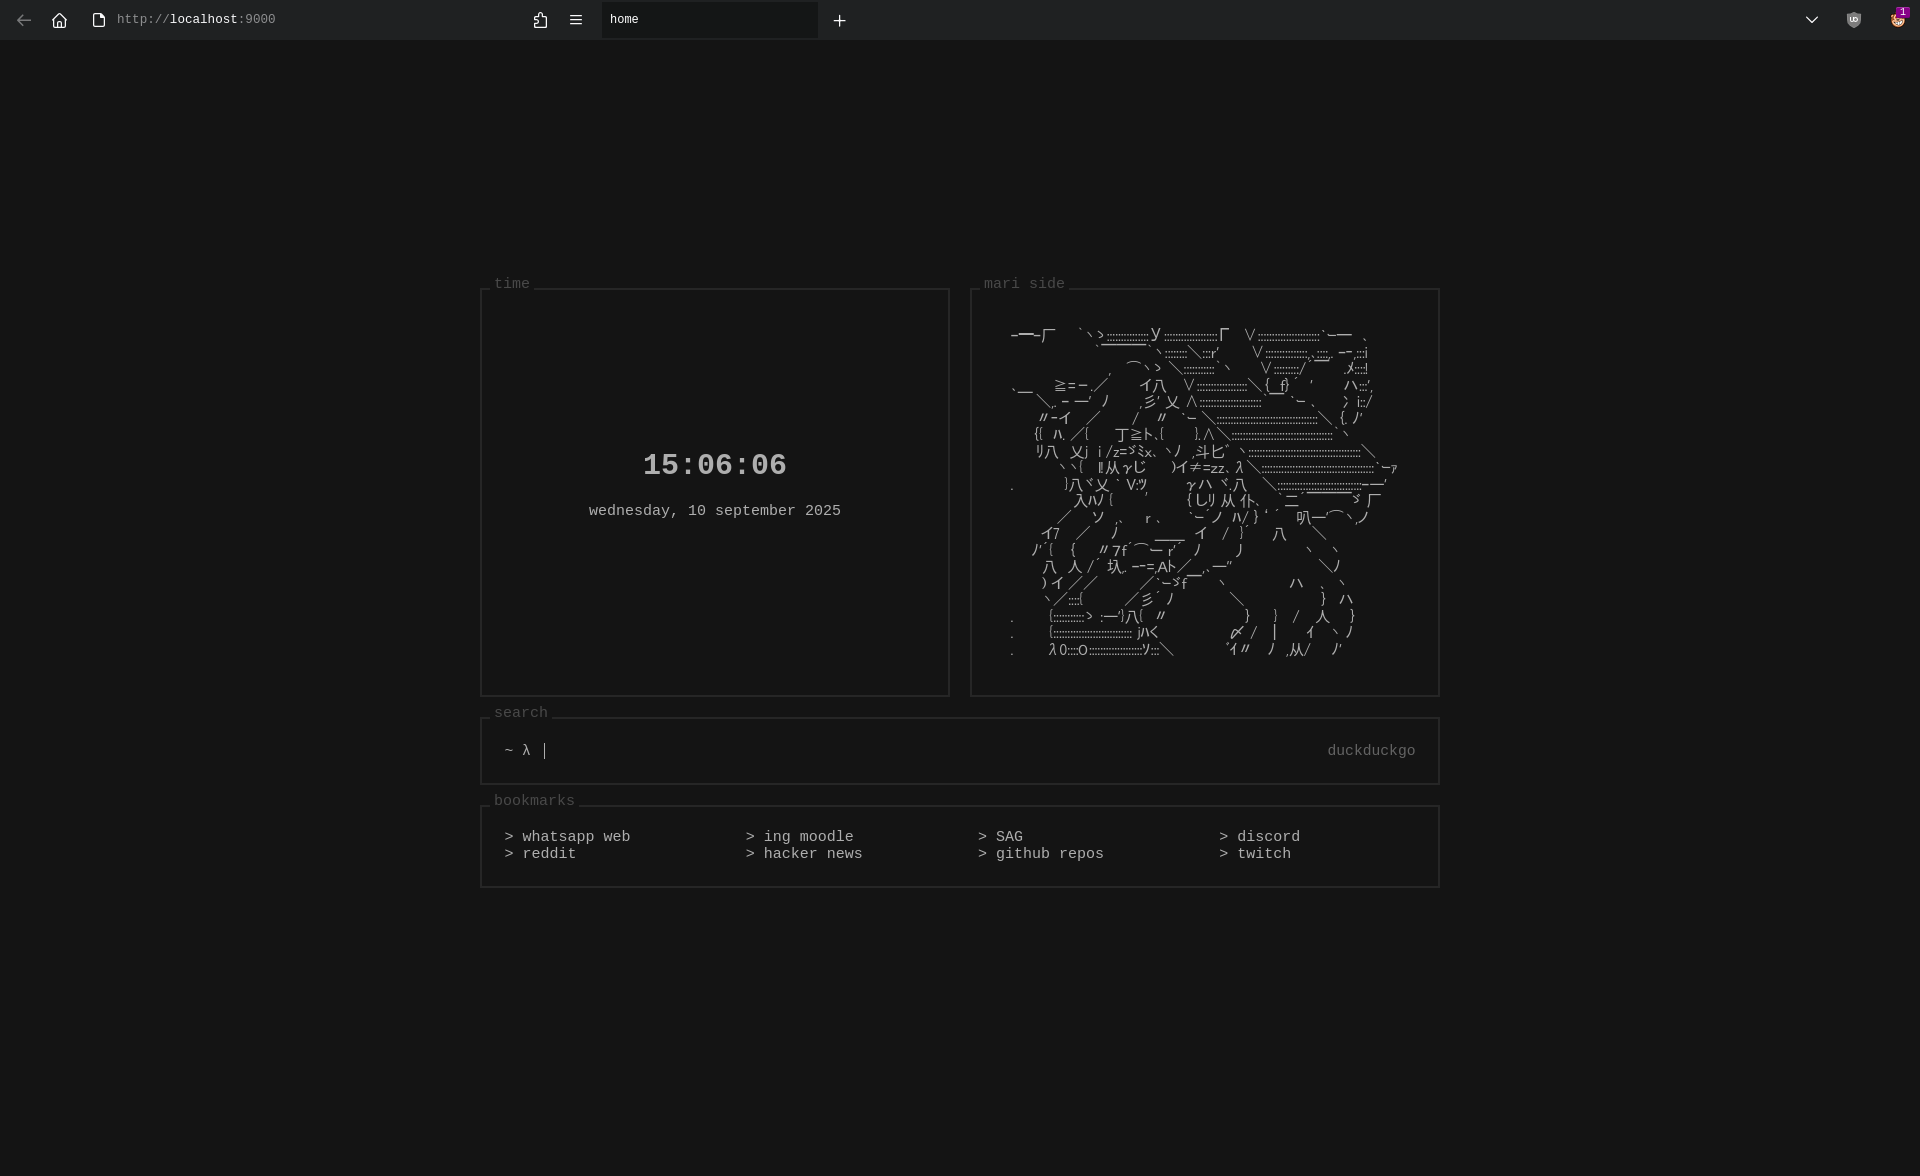 http://localhost:9000
home
1
time
mari side
15:06:06
wednesday, 10 september 2025
search
~ λ
duckduckgo
bookmarks
> whatsapp web > ing moodle > SAG > discord
> reddit > hacker news > github repos > twitch